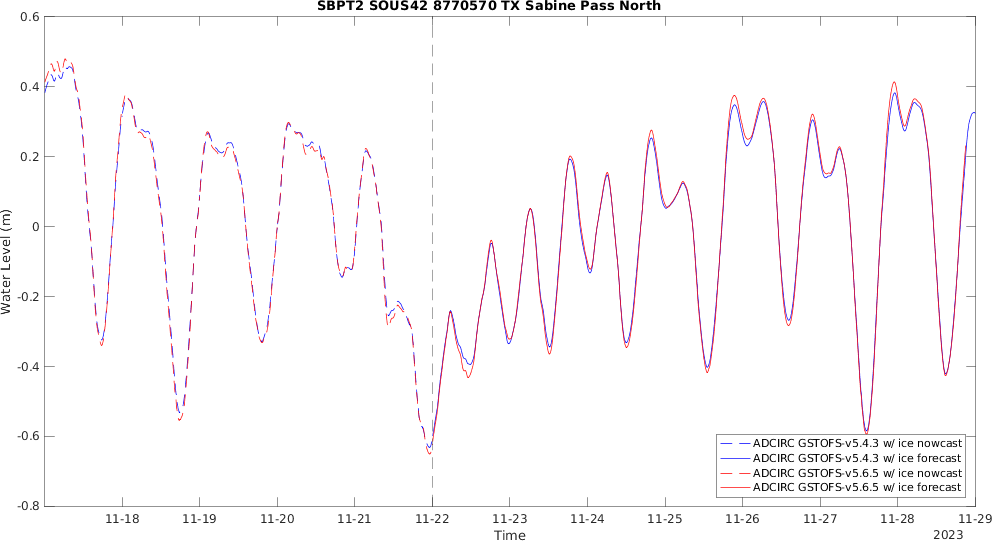 SBPT2 SOUS42 8770570 TX Sabine Pass North
0.6
0.4
0.2
0
-0.2
-0.4
-0.6
-0.8
Water Level (m)
ADCIRC GSTOFS-v5.4.3 w/ ice nowcast
ADCIRC GSTOFS-v5.4.3 w/ ice forecast
ADCIRC GSTOFS-v5.6.5 w/ ice nowcast
ADCIRC GSTOFS-v5.6.5 w/ ice forecast
11-18 11-19 11-20 11-21 11-22 11-23 11-24 11-25 11-26 11-27 11-28 11-29
Time
2023